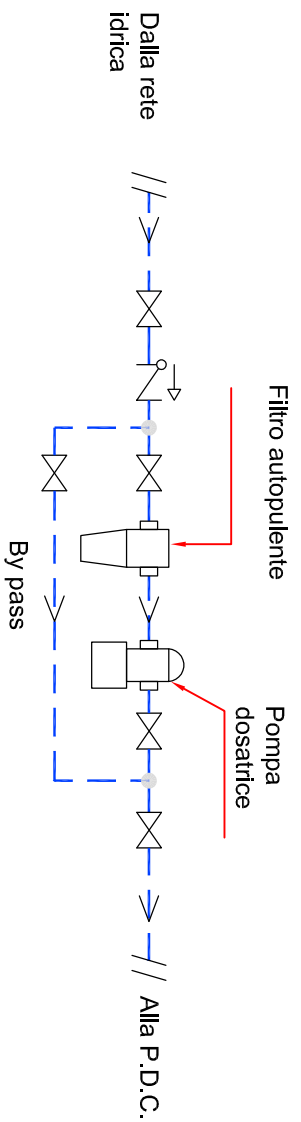 Dalla rete
idrica
Filtro autopulente
By pass
Pompa
dosatrice
Alla P.D.C.